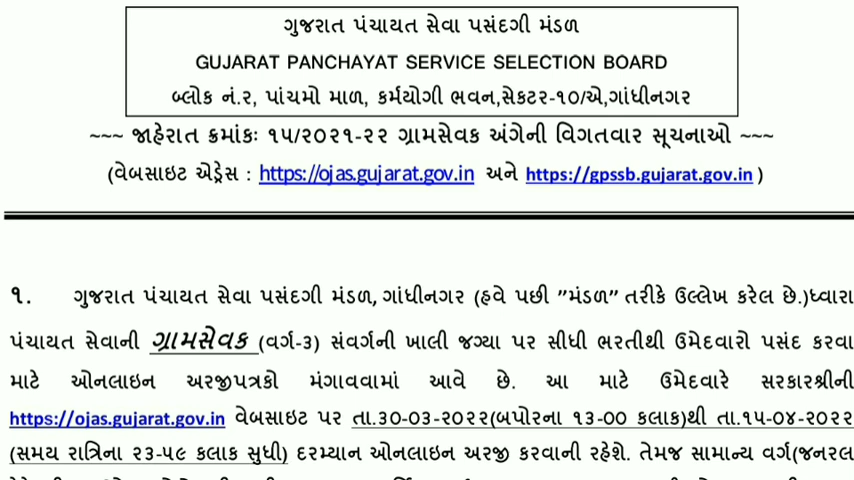 ગુજરાત પંચાયત સેવા પસંદગી મંડળ
GUJARAT PANCHAYAT SERVICE SELECTION BOARD
બ્લોક નં.૨, પાંચમો માળ, કર્મયોગી ભવન,સેકટર-૧૦/એ,ગાંધીનગર
~~~ જાહેરાત ક્રમાંકઃ ૧૫/૨૦૨૧-૨૨ ગ્રામસેવક અંગેની વિગતવાર સૂચનાઓ ~~~
(વેબસાઇટ એડ્રેસ : https://ojas.gujarat.gov.in અને https://gpssb.gujarat.gov.in )
૧. ગુજરાત પંચાયત સેવા પસંદગી મંડળ, ગાંધીનગર (હવે પછી ”મંડળ” તરીકે ઉલ્લેખ કરેલ છે.)ધ્વારા
પંચાયત સેવાની ગ્રામસેવક (વર્ગ-૩) સંવર્ગની ખાલી જગ્યા પર સીધી ભરતીથી ઉમેદવારો પસંદ કરવા
માટે ઓનલાઇન અરજીપત્રકો મંગાવવામાં આવે છે. આ માટે ઉમેદવારે સરકારશ્રીની
https://ojas.gujarat.gov.in વેબસાઇટ પર તા.૩૦-૦૩-૨૦૨૨(બપોરના ૧૩-૦૦ કલાક)થી તા.૧૫-૦૪-૨૦૨૨
(સમય રાત્રિના ૨૩-૫૯ કલાક સુધી) દરમ્યાન ઓનલાઇન અરજી કરવાની રહેશે. તેમજ સામાન્ય વર્ગ(જનરલ